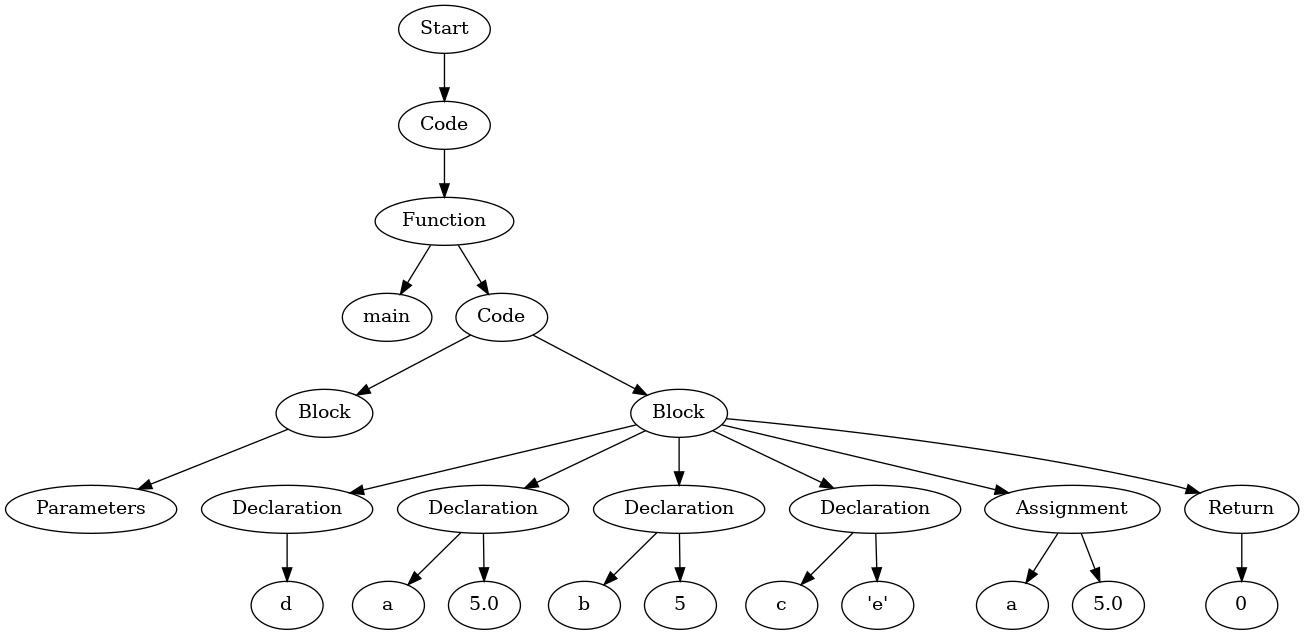 Start
Code
Function
main Code
Block Block
Parameters Declaration Declaration Declaration Declaration Assignment Return
d a 5.0 b 5 c 'e' a 5.0 0